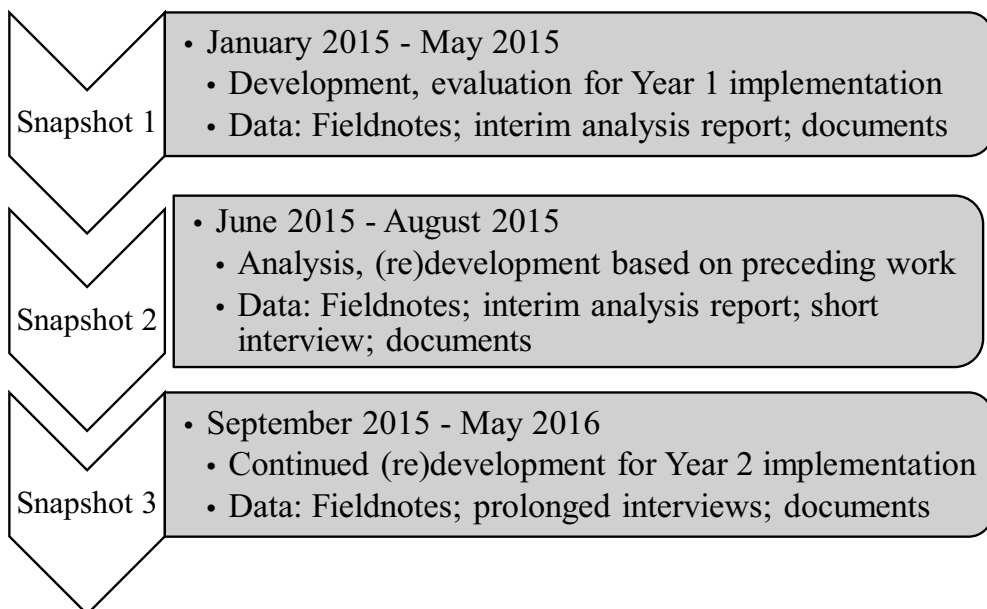 Snapshot 1
• January 2015 - May 2015
• Development, evaluation for Year 1 implementation
• Data: Fieldnotes; interim analysis report; documents
Snapshot 2
• June 2015 - August 2015
• Analysis, (re)development based on preceding work
• Data: Fieldnotes; interim analysis report; short
interview; documents
Snapshot 3
• September 2015 - May 2016
• Continued (re)development for Year 2 implementation
• Data: Fieldnotes; prolonged interviews; documents